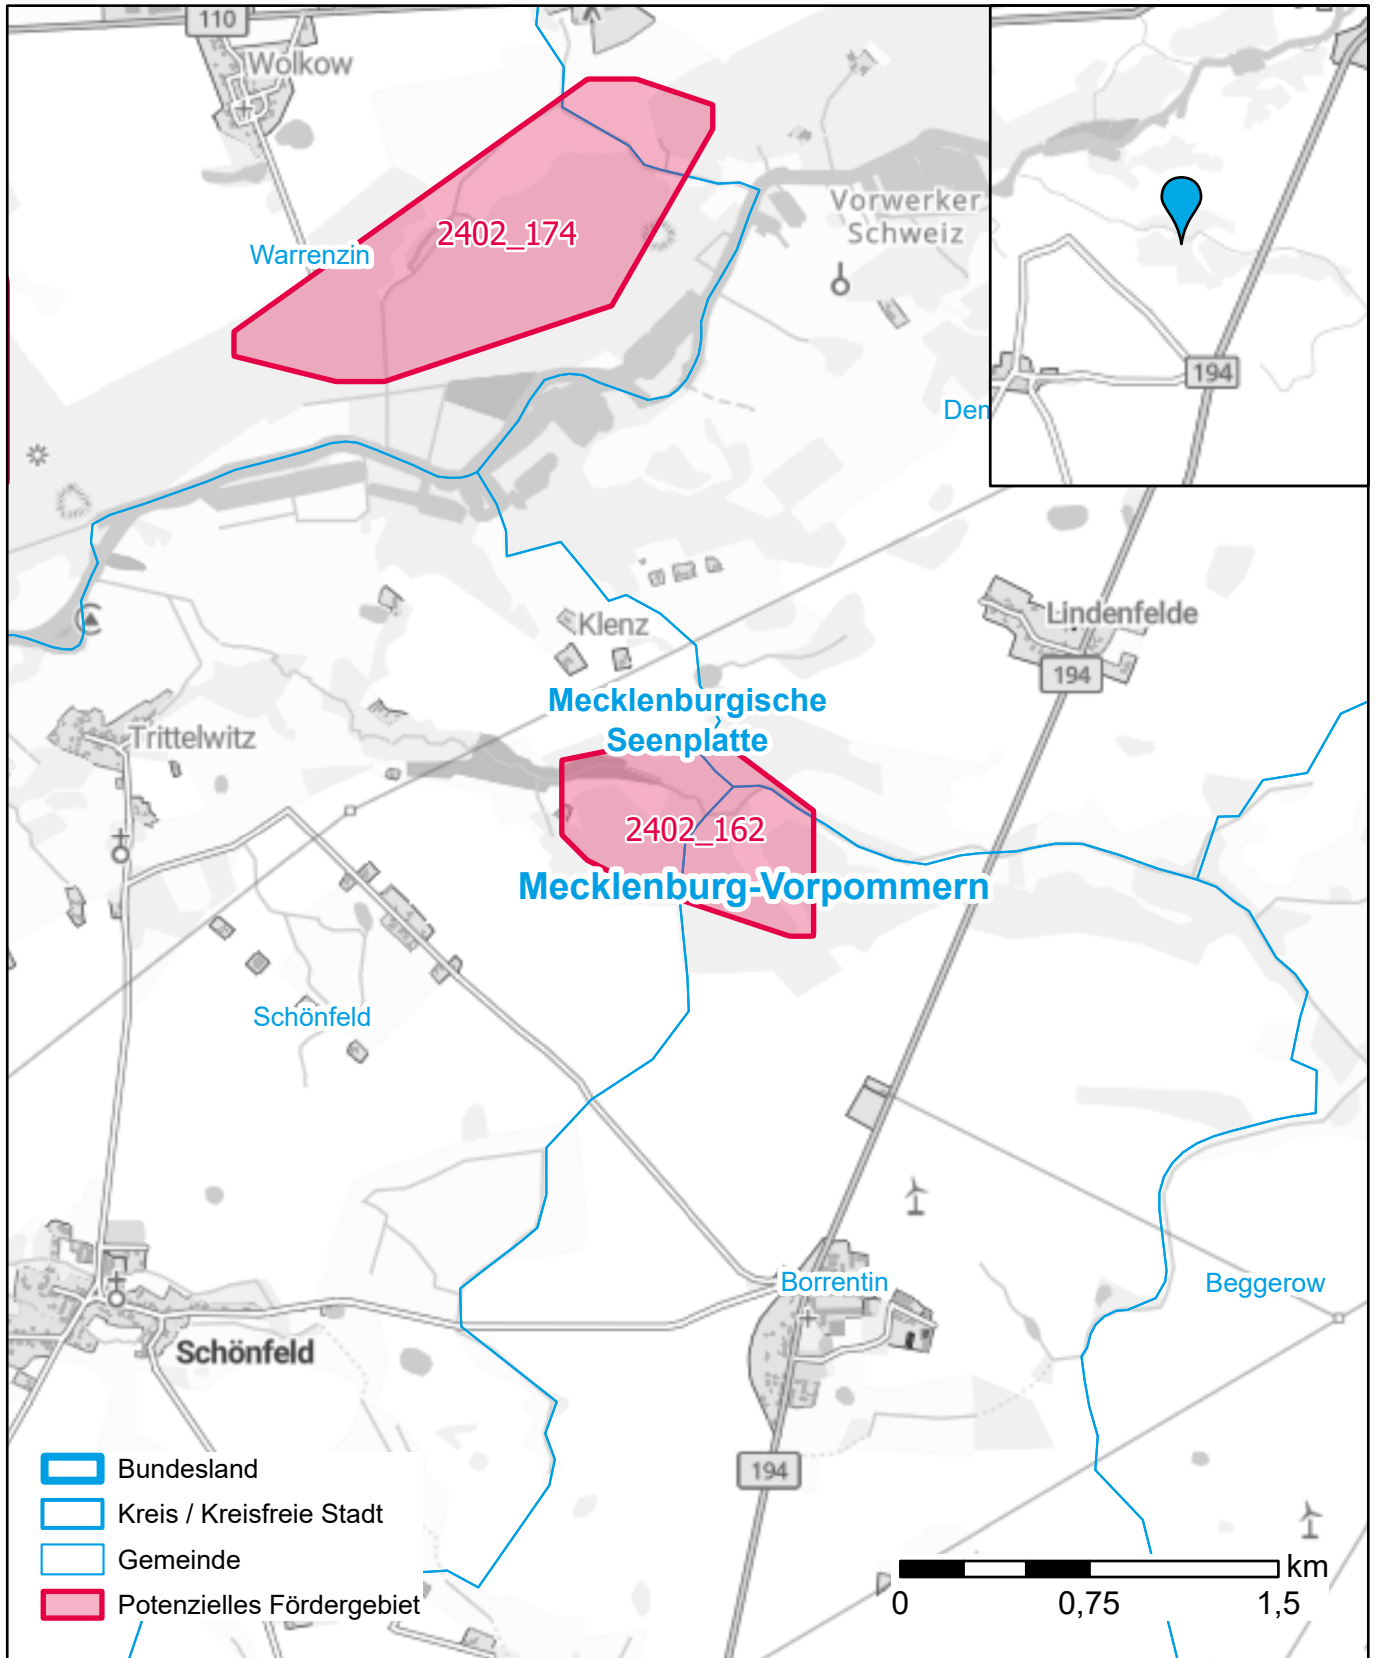 110
Wolkow
Vorwerker
Schweiz
2402_174
Warrenzin
194
Dem
Klenz
Lindenfelde
194
Mecklenburgische
Seenplatte
Trittelwitz
2402_162
Mecklenburg-Vorpommern
Schönfeld
Borrentin
Beggerow
Schönfeld
194
Bundesland
Kreis / Kreisfreie Stadt
Gemeinde
Potenzielles Fördergebiet
km
0 0,75 1,5